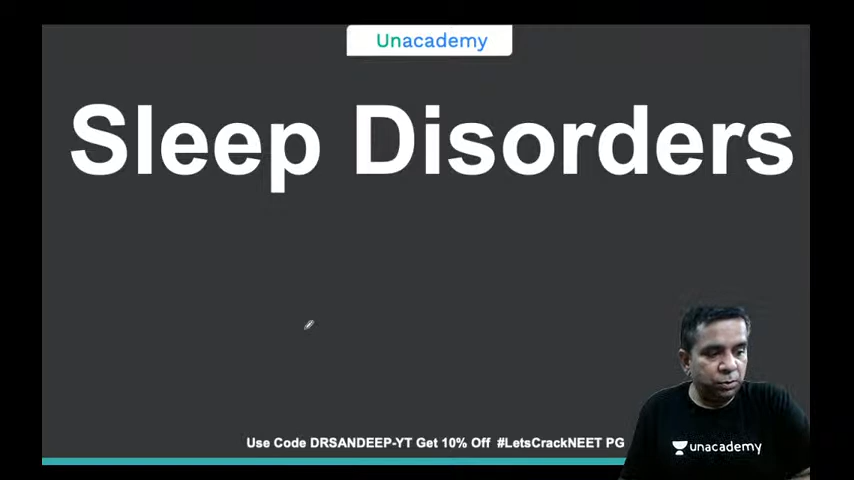 Unacademy
Sleep Disorders
Use Code DRSANDEEP-YT Get 10% Off #LetsCrackNEET PG
unacademy